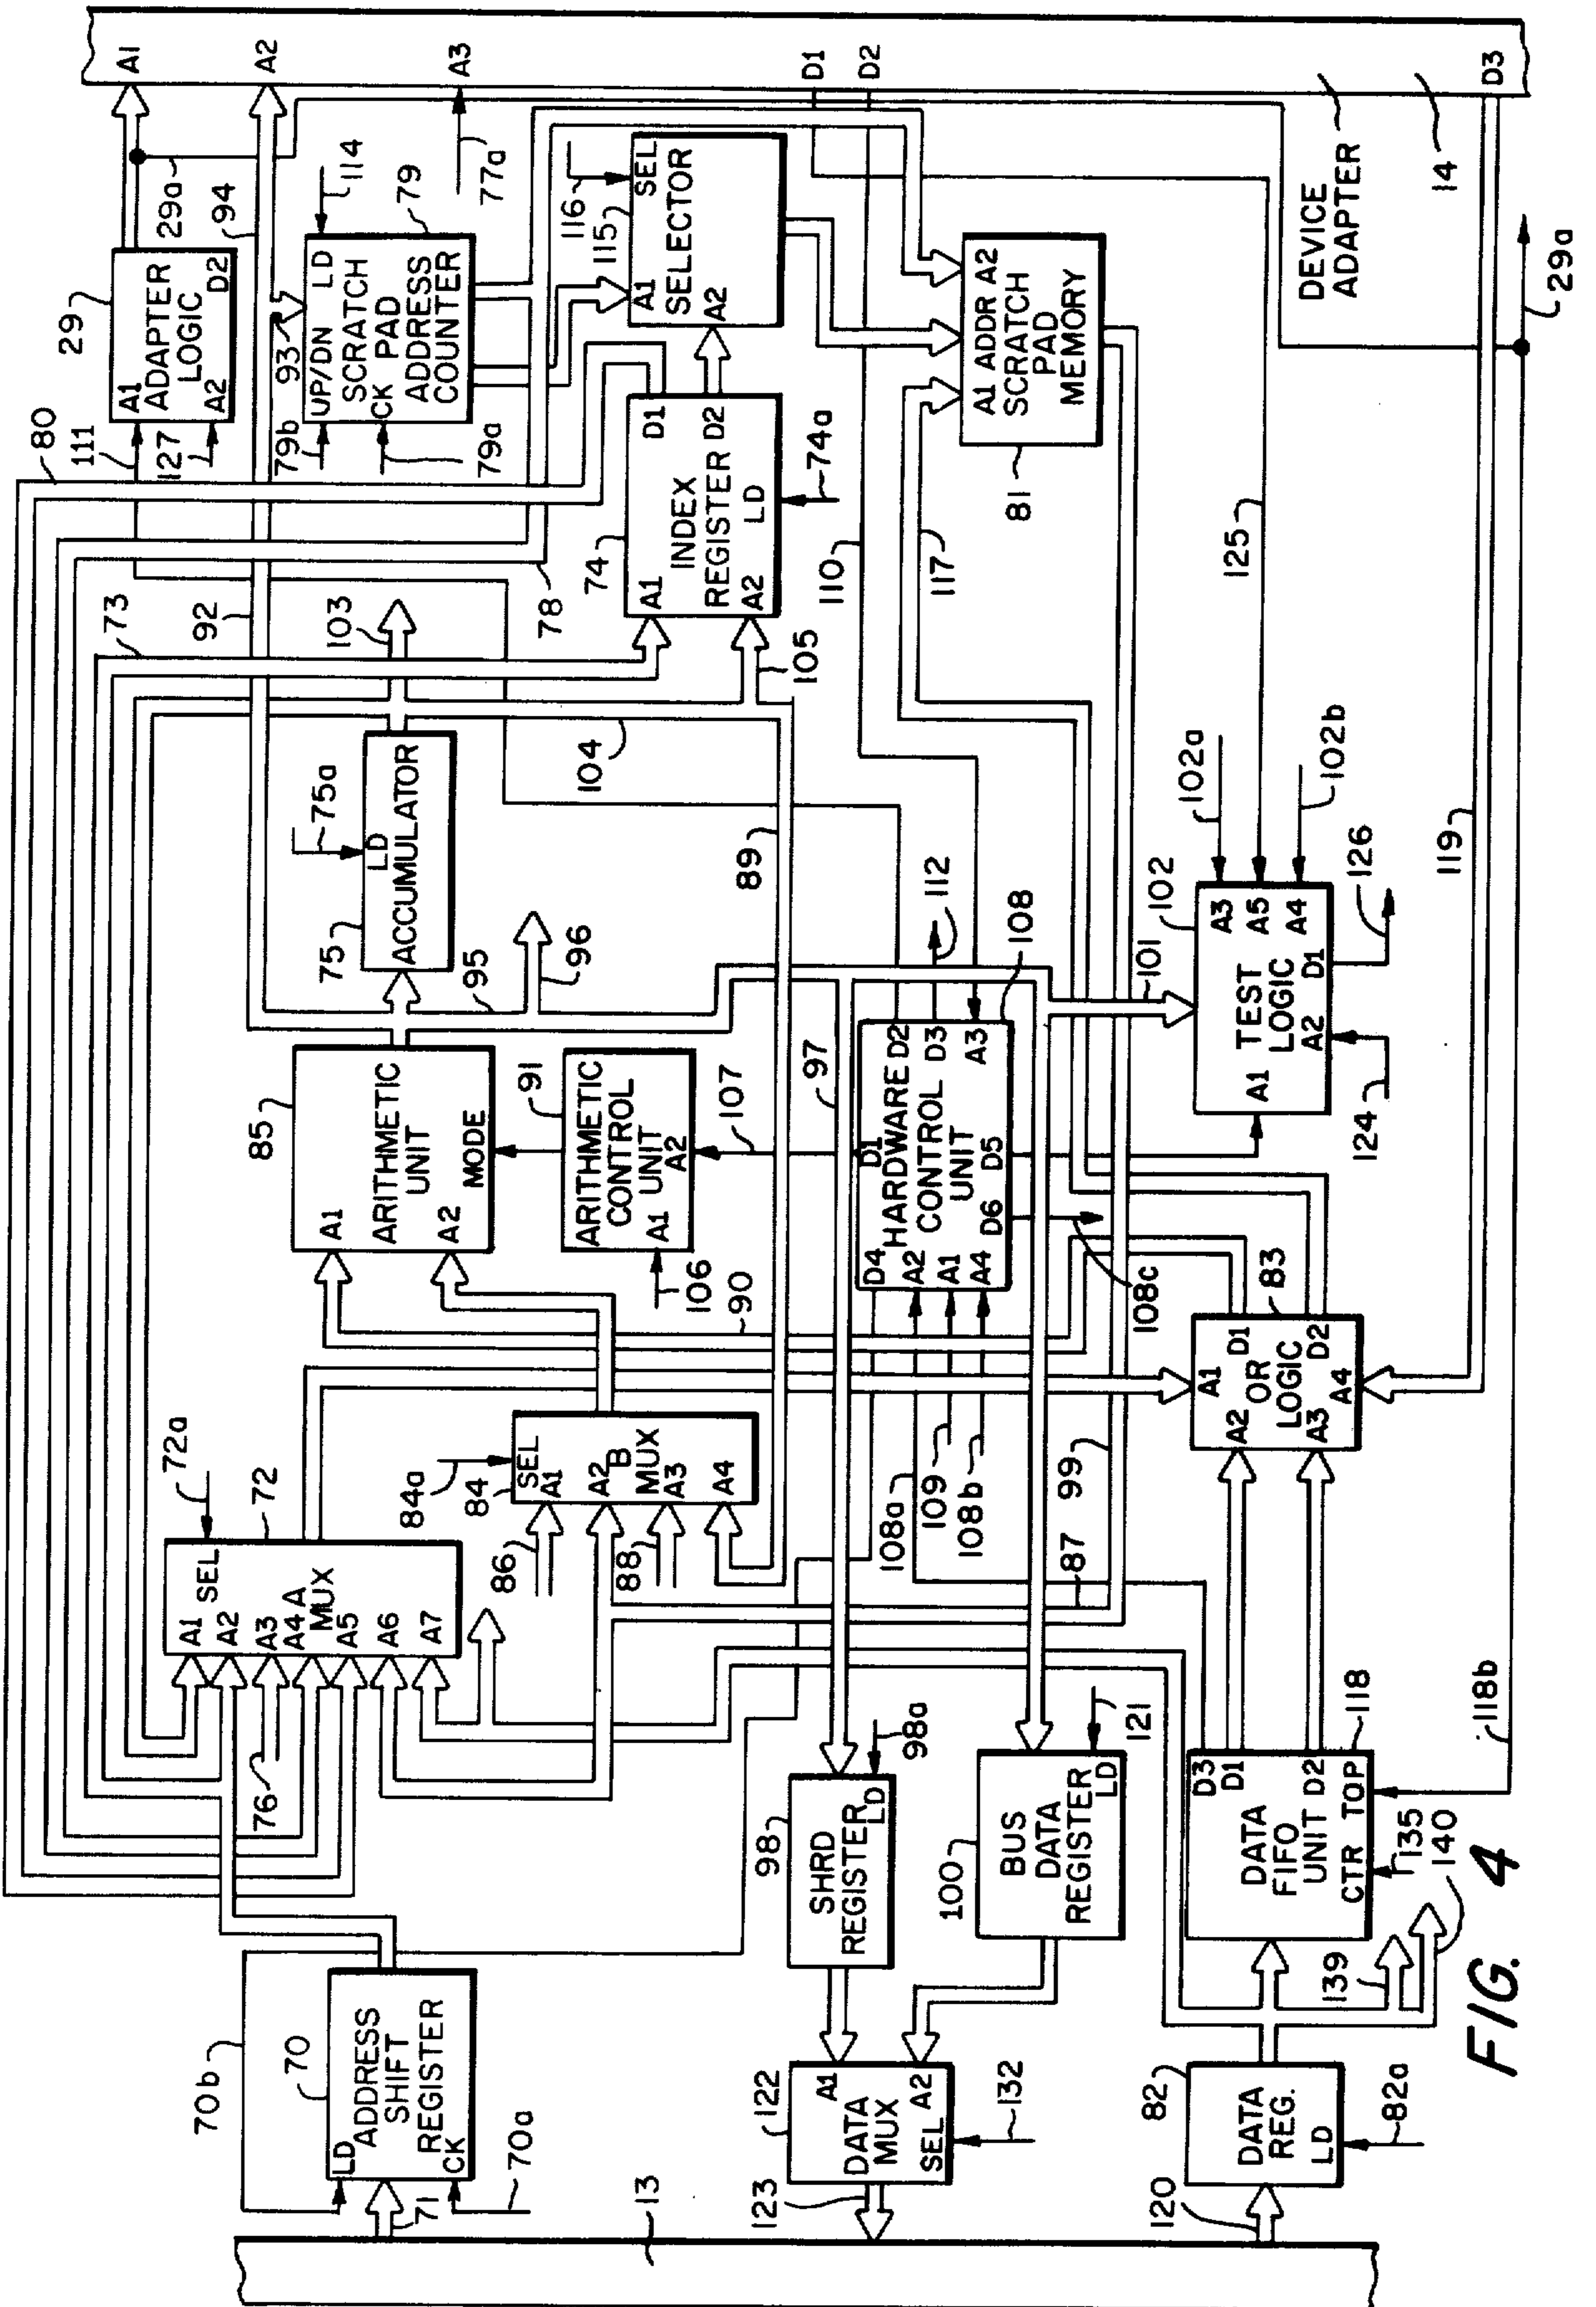 A1
A2
A3
D1
D2
D3
DEVICE
ADAPTER
14
29
A1
ADAPTER
LOGIC
A2
D2
29a
111
127
80
94
93
92
UP/DN
LD
SCRATCH
PAD
ADDRESS
COUNTER
CK
79
79a
79b
114
77a
116
115
SEL
SELECTOR
A1
A2
73
78
74
A1
INDEX
REGISTER
A2
D1
D2
LD
74a
105
110
117
A1
ADDR
A2
SCRATCH
PAD
MEMORY
81
125
103
104
75
LD
ACCUMULATOR
75a
95
96
89
85
A1
ARITHMETIC
UNIT
A2
MODE
91
ARITHMETIC
CONTROL
UNIT
A1
A2
106
107
90
97
112
108
D1
D2
HARDWARE
CONTROL
UNIT
D3
A3
D4
A2
A1
A4
D5
D6
108a
109
108b
108c
101
102
102a
102b
A3
A5
A4
A1
TEST
LOGIC
A2
D1
124
126
119
83
A1
D1
A2
OR
LOGIC
D2
A3
A4
72a
72
SEL
A1
A2
A3
A4
A
MUX
A5
A6
A7
76
84a
84
SEL
A1
A2
B
MUX
A3
A4
86
88
99
87
70b
70
LD
ADDRESS
SHIFT
REGISTER
CK
70a
71
13
98
SHRD
REGISTER
LD
98a
100
BUS
DATA
REGISTER
LD
121
122
A1
DATA
MUX
A2
SEL
123
132
118
D3
D1
DATA
FIFO
UNIT
D2
CTR
TOP
118b
135
140
139
82
DATA
REG.
LD
82a
120
29a
FIG. 4